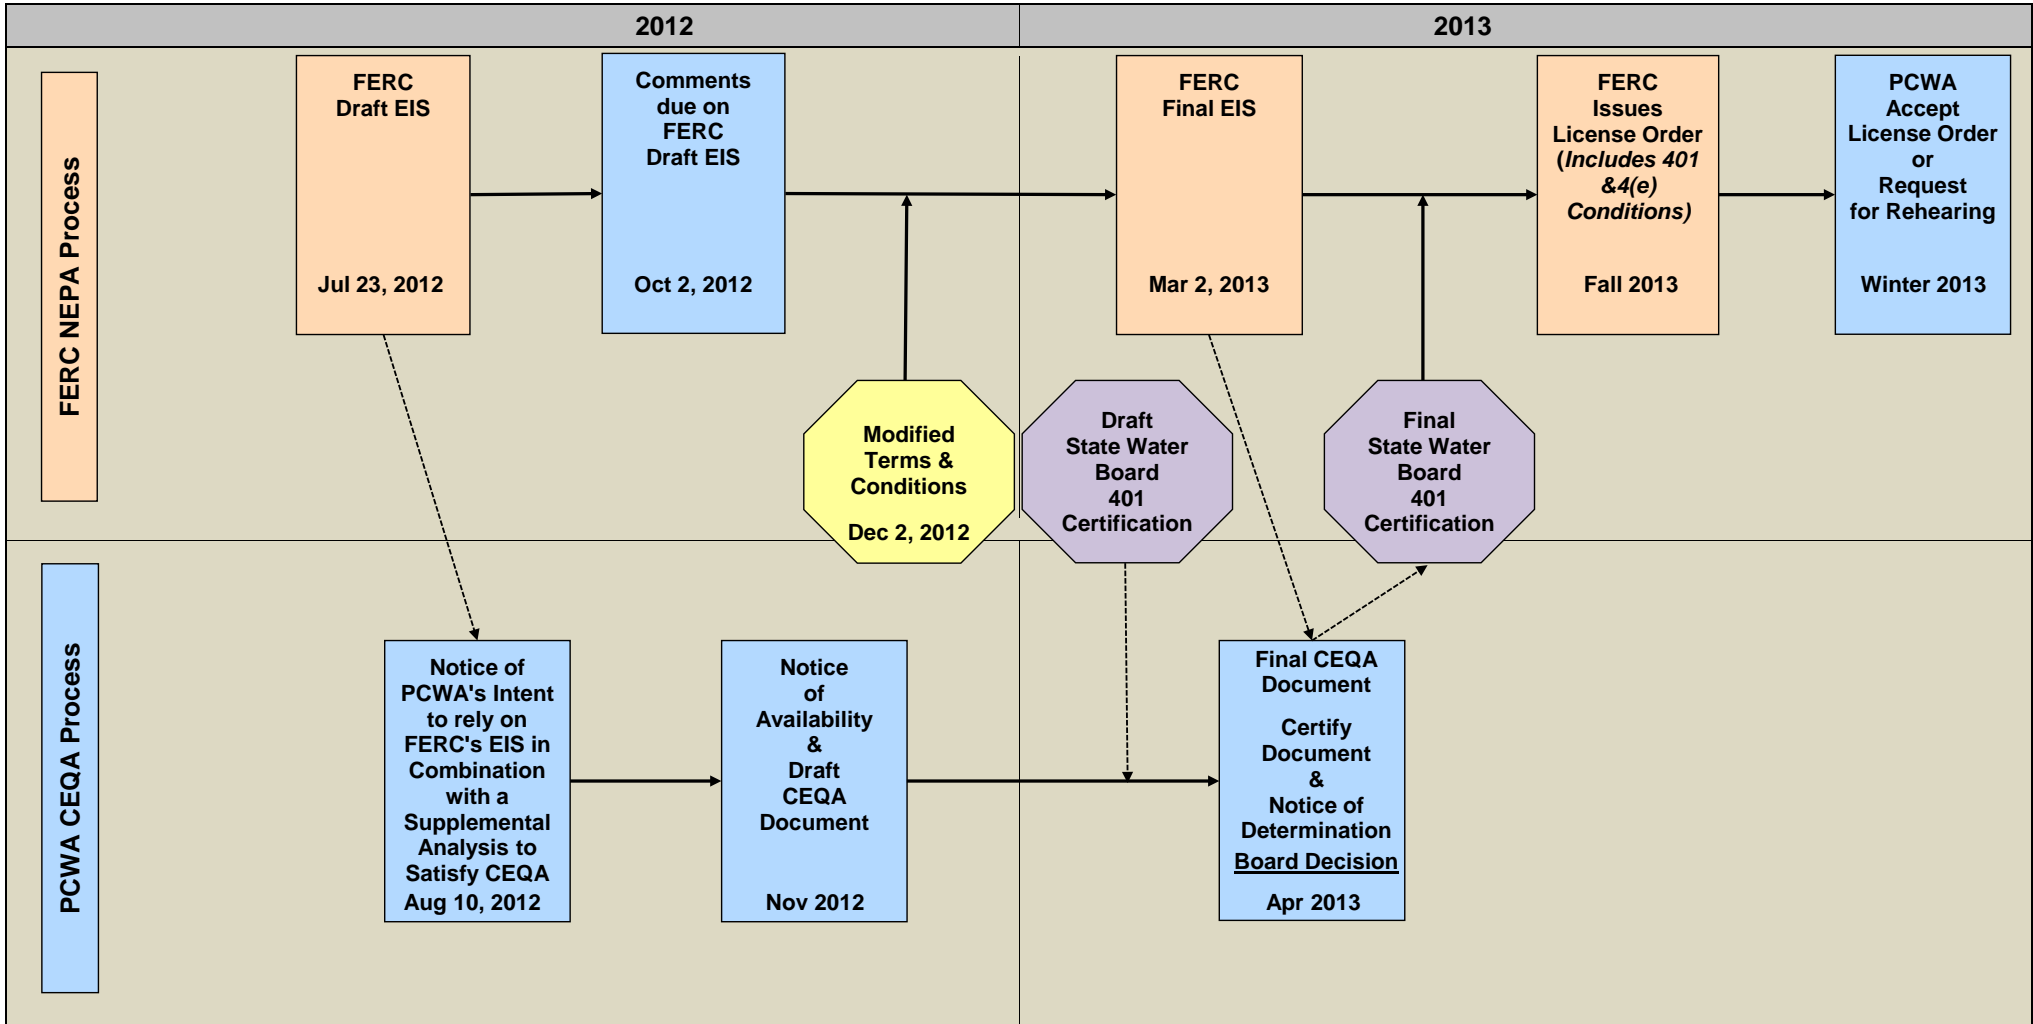 2012
2013
FERC NEPA Process
FERC
Draft EIS
Jul 23, 2012
Comments
due on
FERC
Draft EIS
Oct 2, 2012
FERC
Final EIS
Mar 2, 2013
FERC
Issues
License Order
(Includes 401
&4(e)
Conditions)
Fall 2013
PCWA
Accept
License Order
or
Request
for Rehearing
Winter 2013
Modified
Terms &
Conditions
Dec 2, 2012
Draft
State Water
Board
401
Certification
Final
State Water
Board
401
Certification
PCWA CEQA Process
Notice of
PCWA's Intent
to rely on
FERC's EIS in
Combination
with a
Supplemental
Analysis to
Satisfy CEQA
Aug 10, 2012
Notice
of
Availability
&
Draft
CEQA
Document
Nov 2012
Final CEQA
Document
Certify
Document
&
Notice of
Determination
Board Decision
Apr 2013